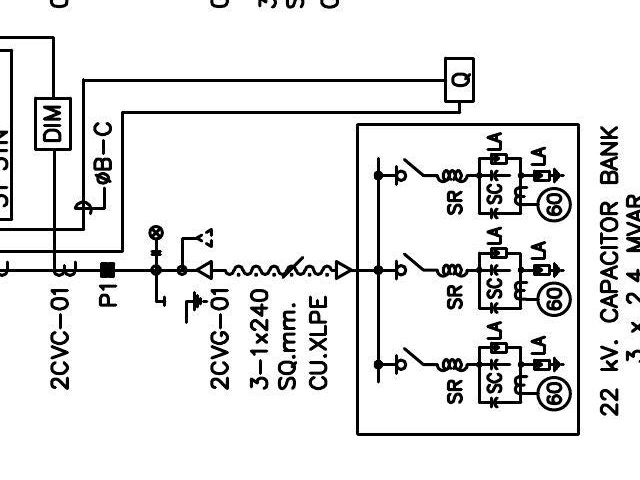 DIM
øB-C
Q
2CVC-01
P1
2CVG-01
3-1x240
SQ.mm.
CU.XLPE
SR
SC
LA
LA
60
SR
SC
LA
LA
60
SR
SC
LA
LA
60
22 kV. CAPACITOR BANK
3 x 2.4 MVAR